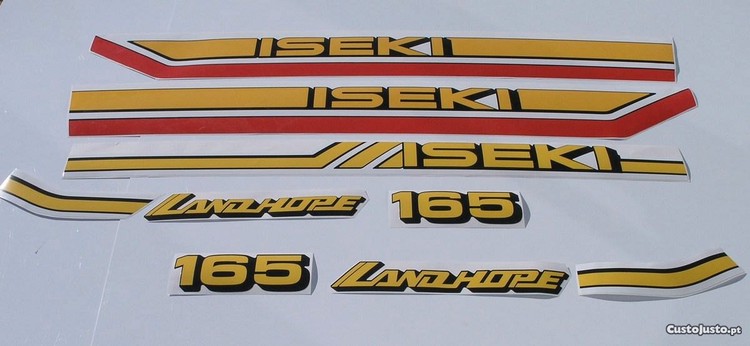 ISEKI
ISEKI
ISEKI
LANDHOPE 165
165 LANDHOPE
CustoJusto.pt